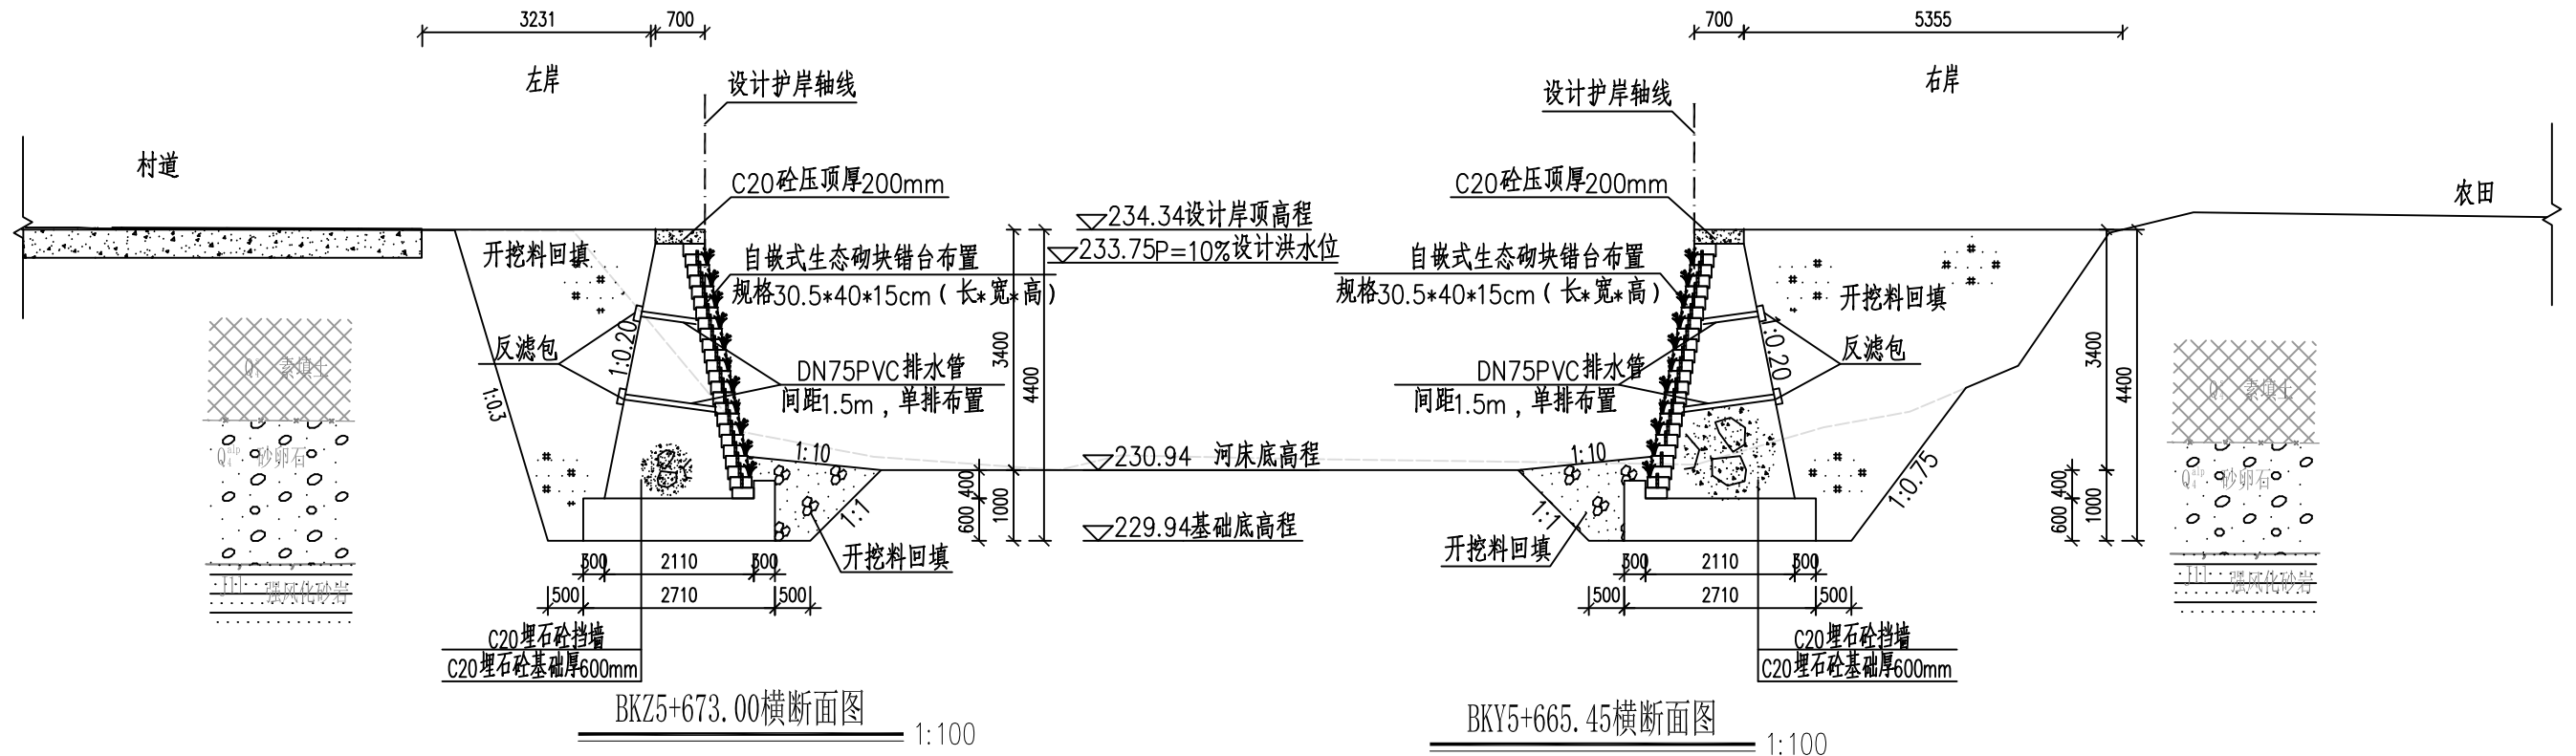 3231
700
700
5355
左岸
右岸
设计护岸轴线
设计护岸轴线
村道
农田
C20砼压顶厚200mm
C20砼压顶厚200mm
234.34设计岸顶高程
233.75P=10%设计洪水位
开挖料回填
自嵌式生态砌块错台布置
规格30.5*40*15cm（长*宽*高）
自嵌式生态砌块错台布置
规格30.5*40*15cm（长*宽*高）
开挖料回填
反滤包
1:0.20
1:0.3
DN75PVC排水管
间距1.5m，单排布置
3400
4400
DN75PVC排水管
间距1.5m，单排布置
1:0.20
反滤包
3400
4400
素填土
素填土
Q4alp 砂卵石
Q4alp 砂卵石
1:10
230.94 河床底高程
1:10
1:0.75
400
600
1000
400
600
1000
1:1
229.94基础底高程
1:1
开挖料回填
开挖料回填
300
2110
300
300
2110
300
500
2710
500
500
2710
500
J1l 强风化砂岩
J1l 强风化砂岩
C20埋石砼挡墙
C20埋石砼基础厚600mm
C20埋石砼挡墙
C20埋石砼基础厚600mm
BKZ5+673.00横断面图
1:100
BKY5+665.45横断面图
1:100